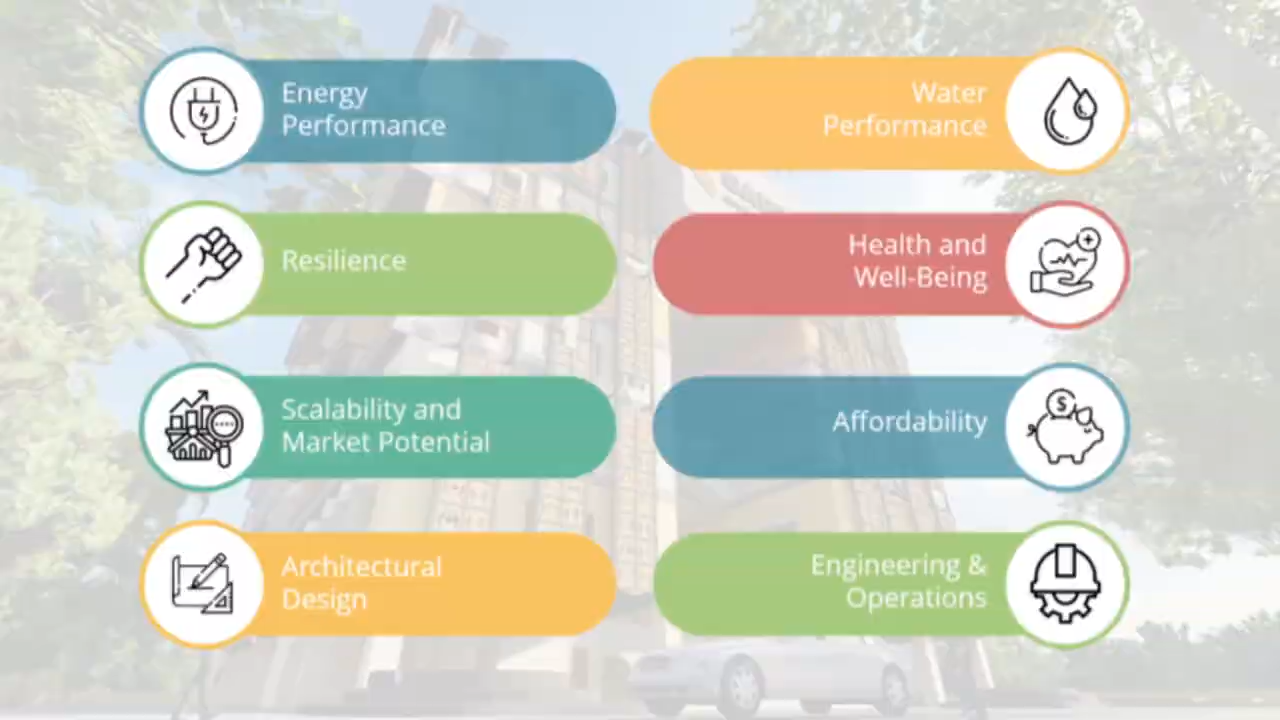 Energy
Performance
Water
Performance
Resilience
Health and
Well-Being
Scalability and
Market Potential
Affordability
$
Architectural
Design
Engineering &
Operations